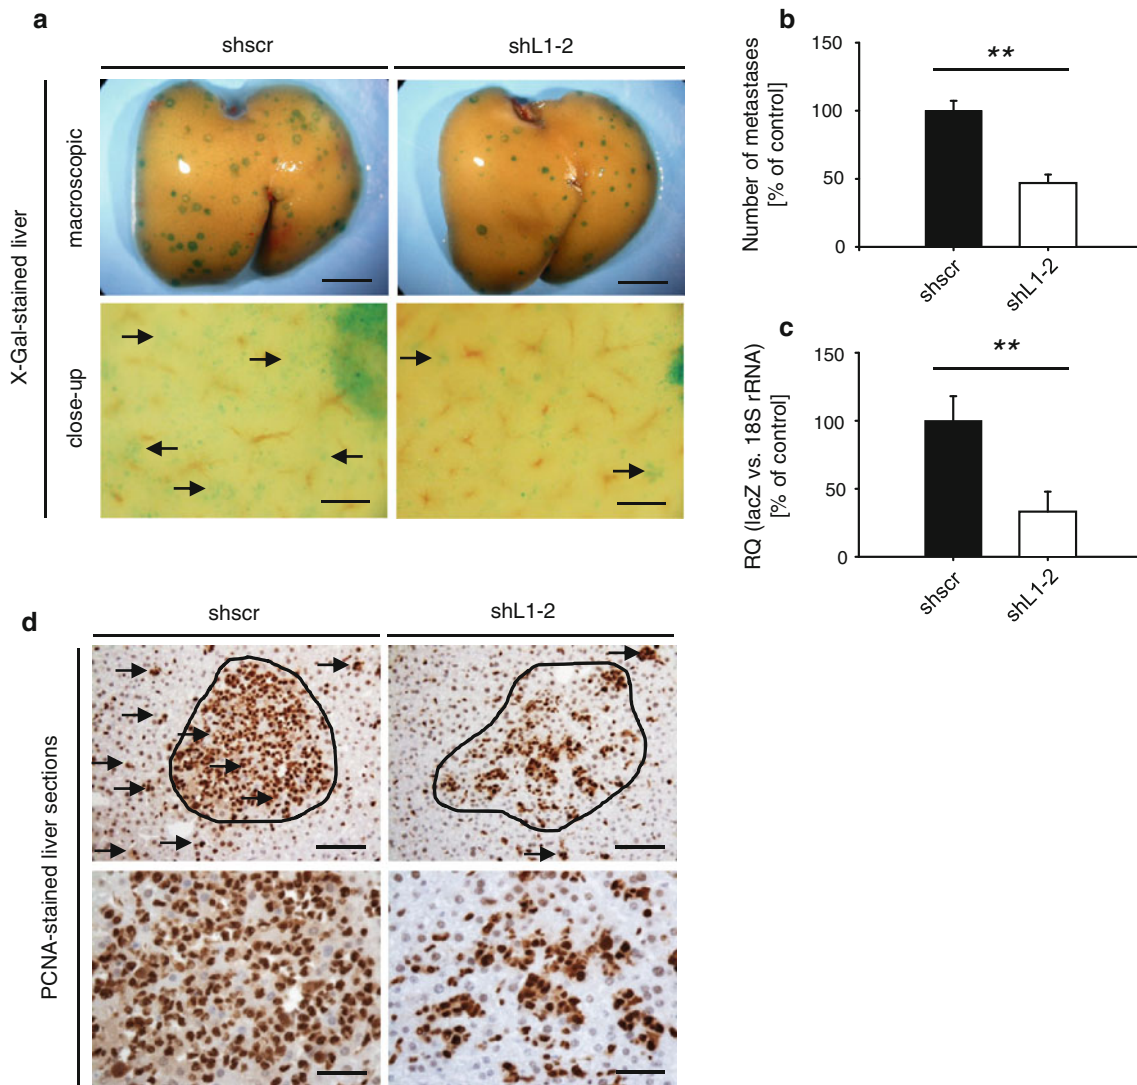 a
shscr
shL1-2
X-Gal-stained liver
macroscopic
close-up
b
Number of metastases
[% of control]
150
100
50
0
**
shscr
shL1-2
c
RQ (lacZ vs. 18S rRNA)
[% of control]
150
100
50
0
**
shscr
shL1-2
d
shscr
shL1-2
PCNA-stained liver sections